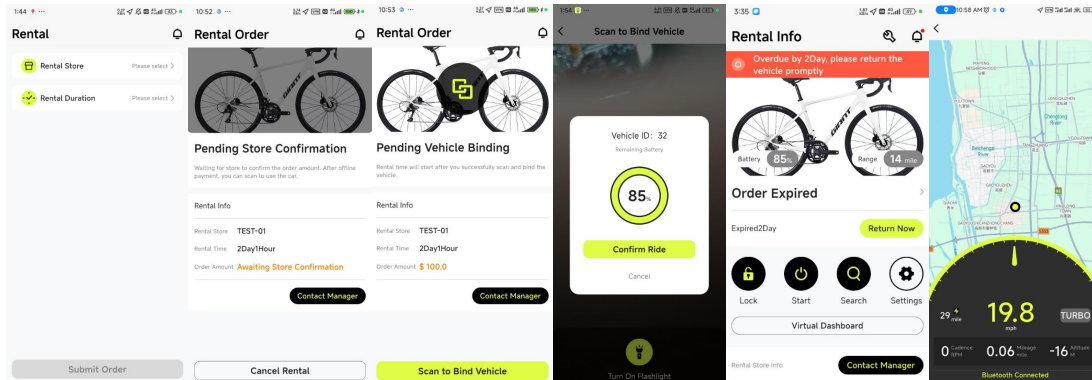 1:44
Rental
Rental Store
Please select >
Rental Duration
Please select >
Submit Order
10:52
Rental Order
GIANT
Pending Store Confirmation
Waiting for store to confirm the order amount. After offline
payment, you can scan to use the car.
Rental Info
Rental Store TEST-01
Rental Time 2Day1Hour
Order Amount Awaiting Store Confirmation
Contact Manager
Cancel Rental
10:53
Rental Order
GIANT
Pending Vehicle Binding
Rental time will start after you successfully scan and bind the
vehicle.
Rental Info
Rental Store TEST-01
Rental Time 2Day1Hour
Order Amount $ 100.0
Contact Manager
Scan to Bind Vehicle
1:54
Scan to Bind Vehicle
Vehicle ID: 32
Remaining Battery
85%
Confirm Ride
Cancel
Turn On Flashlight
3:35
Rental Info
Overdue by 2Day, please return the
vehicle promptly
GIANT
Battery 85%
Range 14 mile
Order Expired
Expired2Day
Return Now
Lock
Start
Search
Settings
Virtual Dashboard
Rental Store Info
Contact Manager
10:58 AM
Chengtong
River
Beichengzi
River
29 mile
19.8
mph
TURBO
0 Cadence RPM
0.06 Mileage mile
-16 Altitude M
Bluetooth Connected